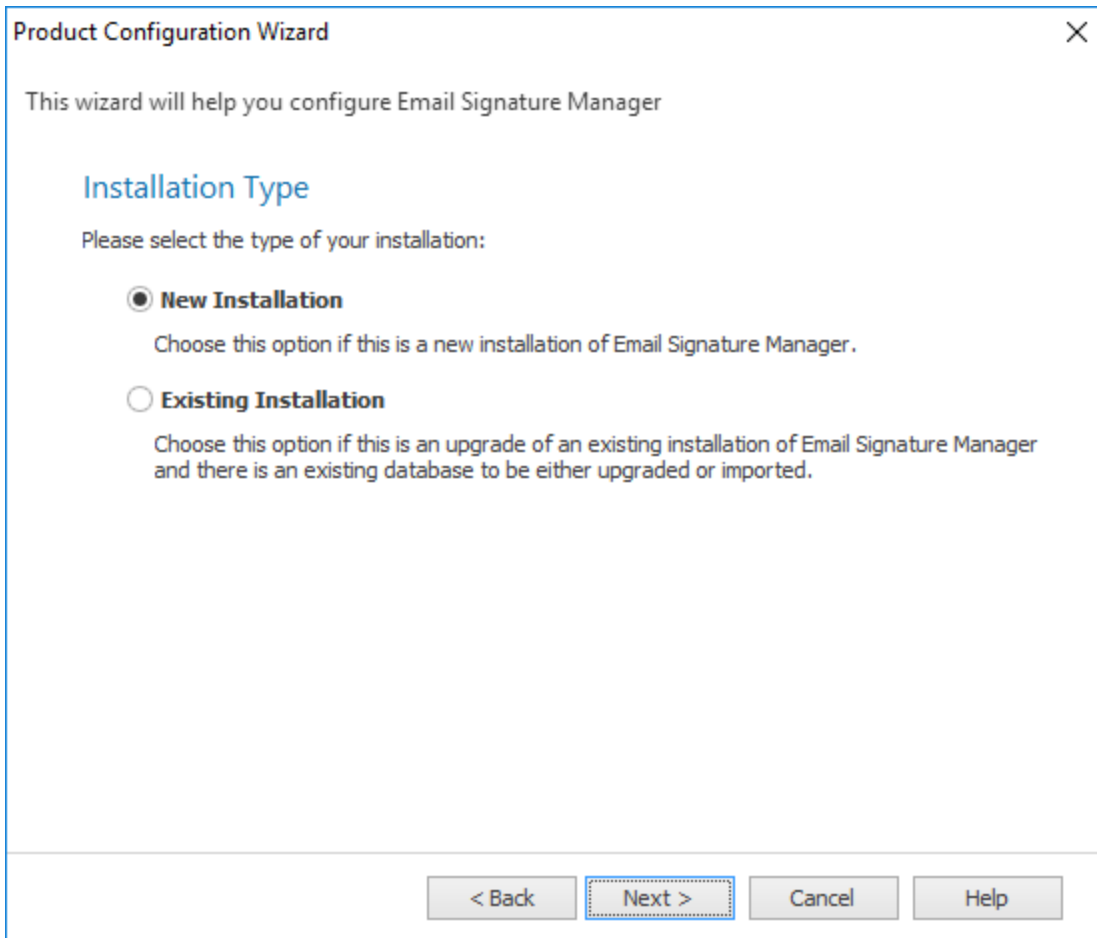 Product Configuration Wizard
This wizard will help you configure Email Signature Manager
Installation Type
Please select the type of your installation:
New Installation
Choose this option if this is a new installation of Email Signature Manager.
Existing Installation
Choose this option if this is an upgrade of an existing installation of Email Signature Manager
and there is an existing database to be either upgraded or imported.
< Back Next > Cancel Help